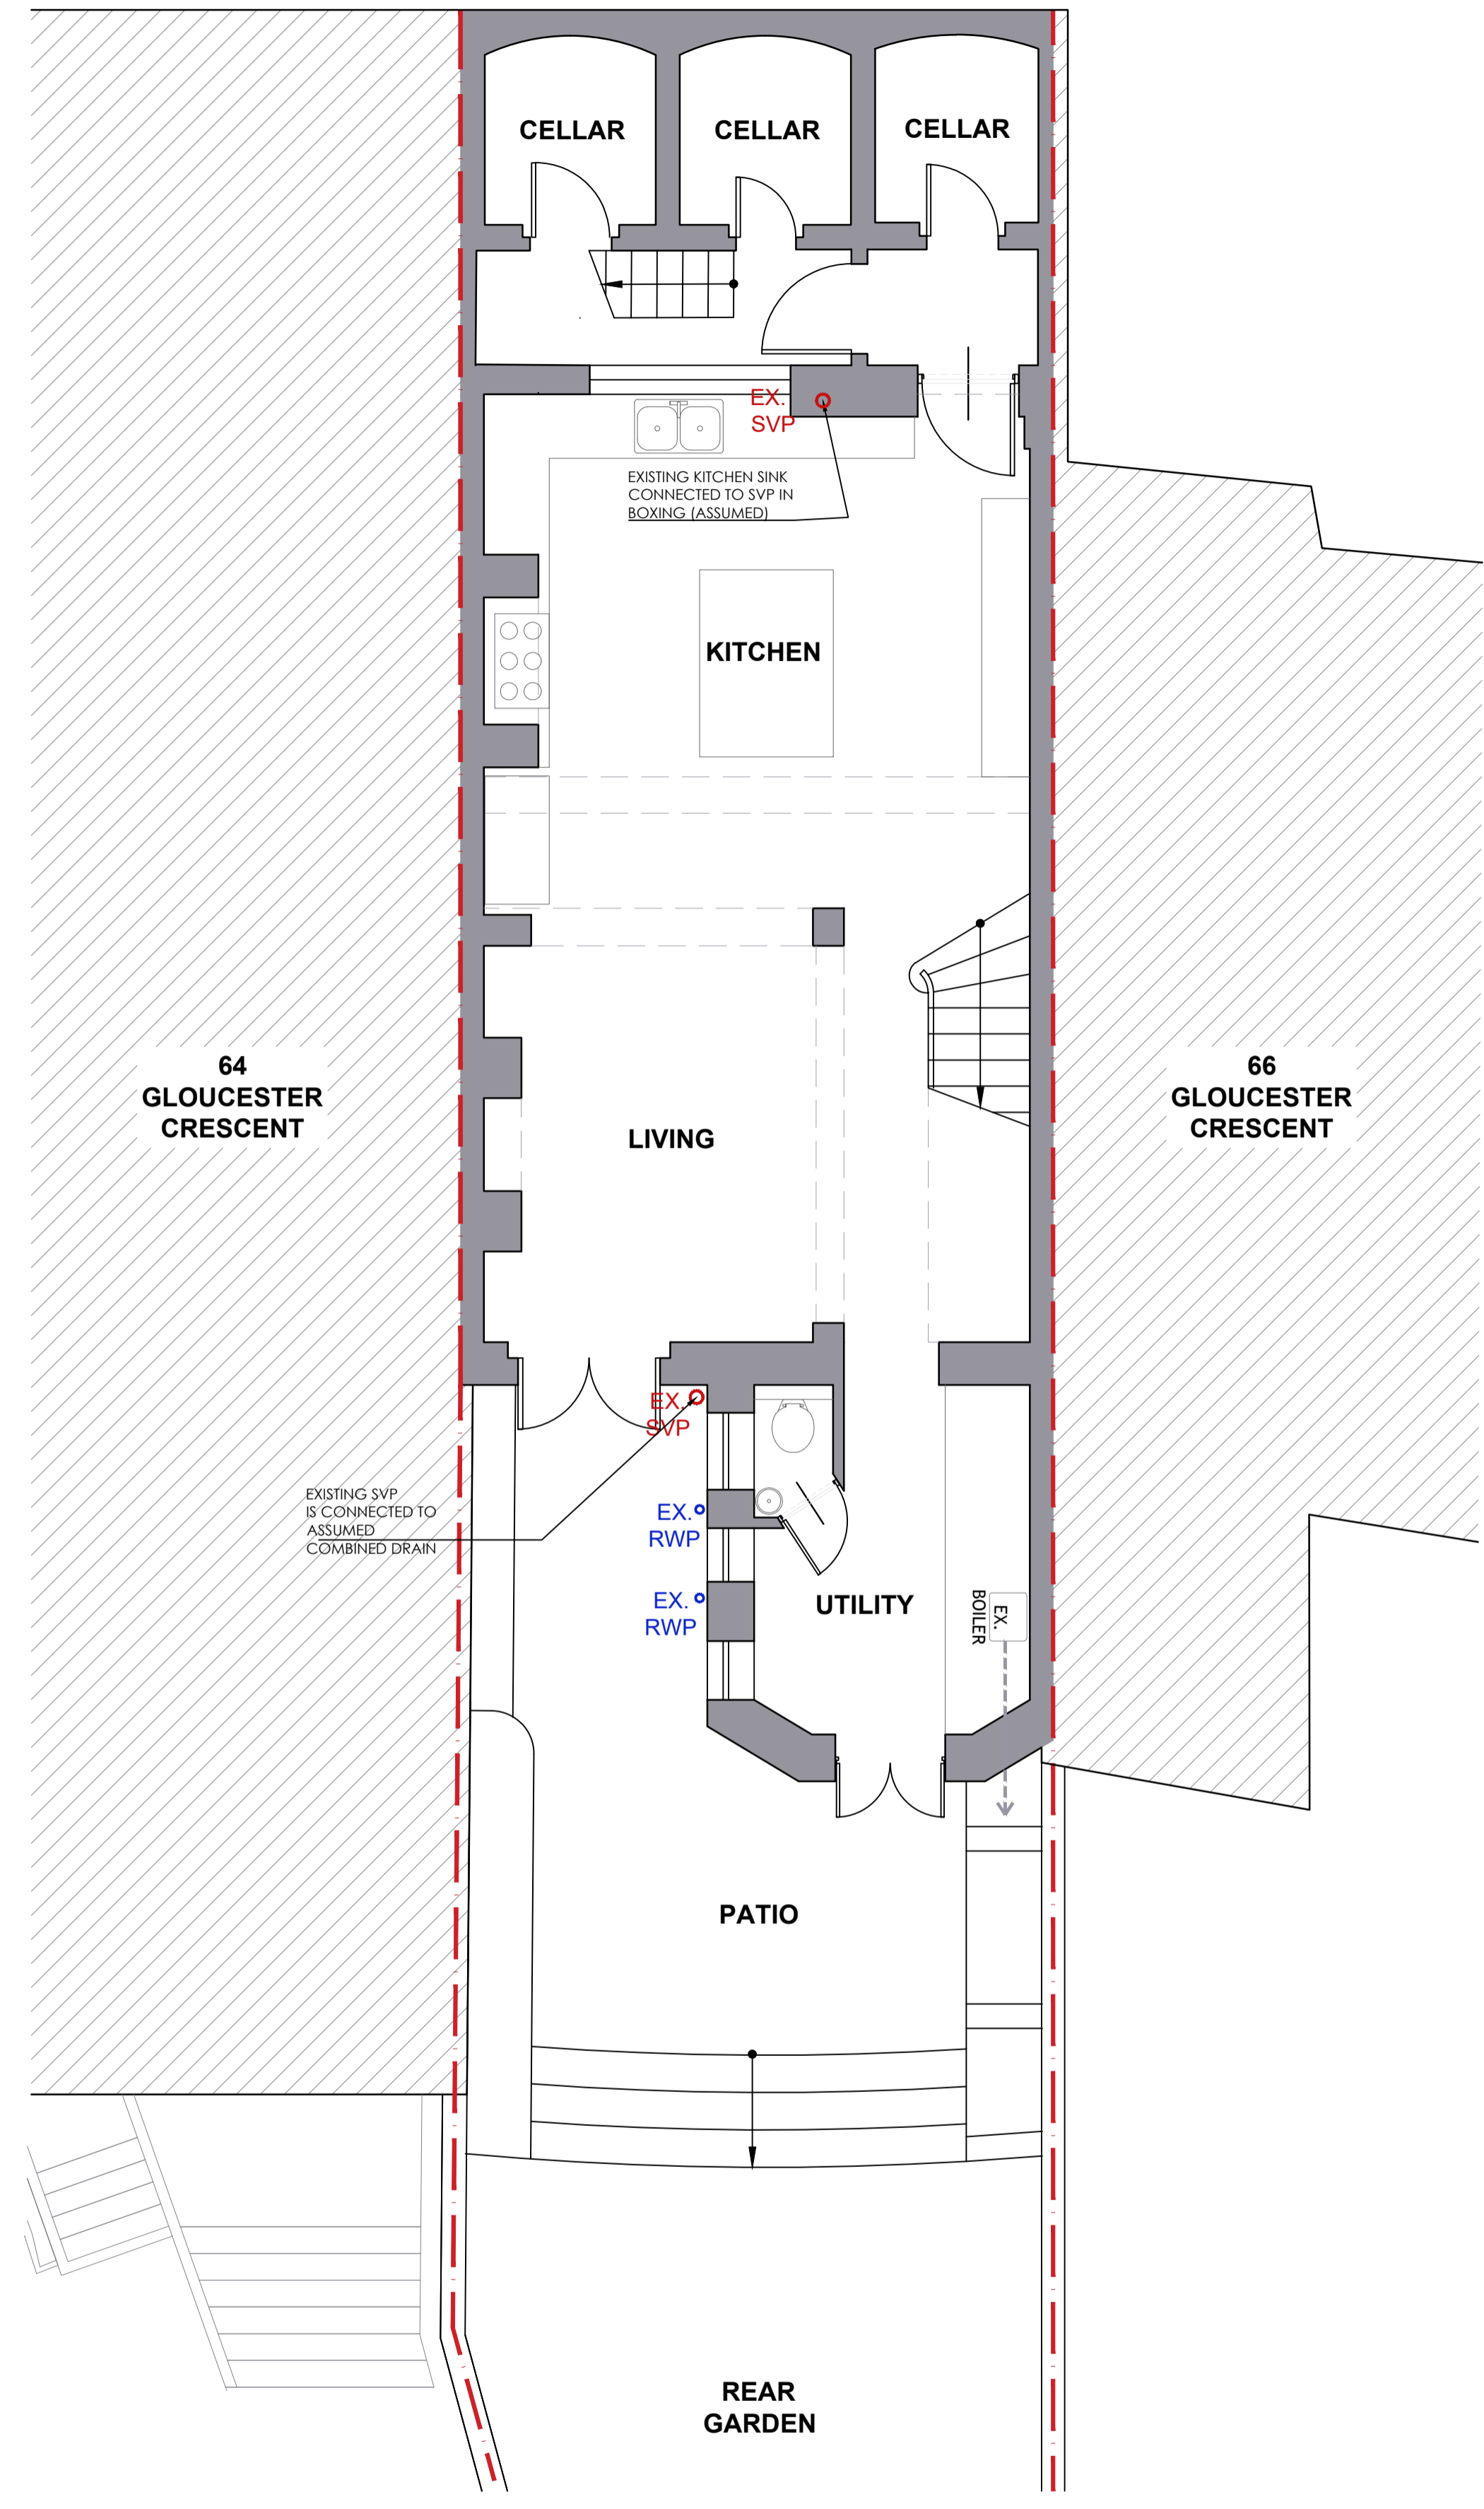 CELLAR
CELLAR
CELLAR
EX.
SVP
EXISTING KITCHEN SINK
CONNECTED TO SVP IN
BOXING (ASSUMED)
KITCHEN
64
GLOUCESTER
CRESCENT
66
GLOUCESTER
CRESCENT
LIVING
EX.
SVP
EXISTING SVP
IS CONNECTED TO
ASSUMED
COMBINED DRAIN
EX.
RWP
EX.
RWP
UTILITY
EX.
BOILER
PATIO
REAR
GARDEN